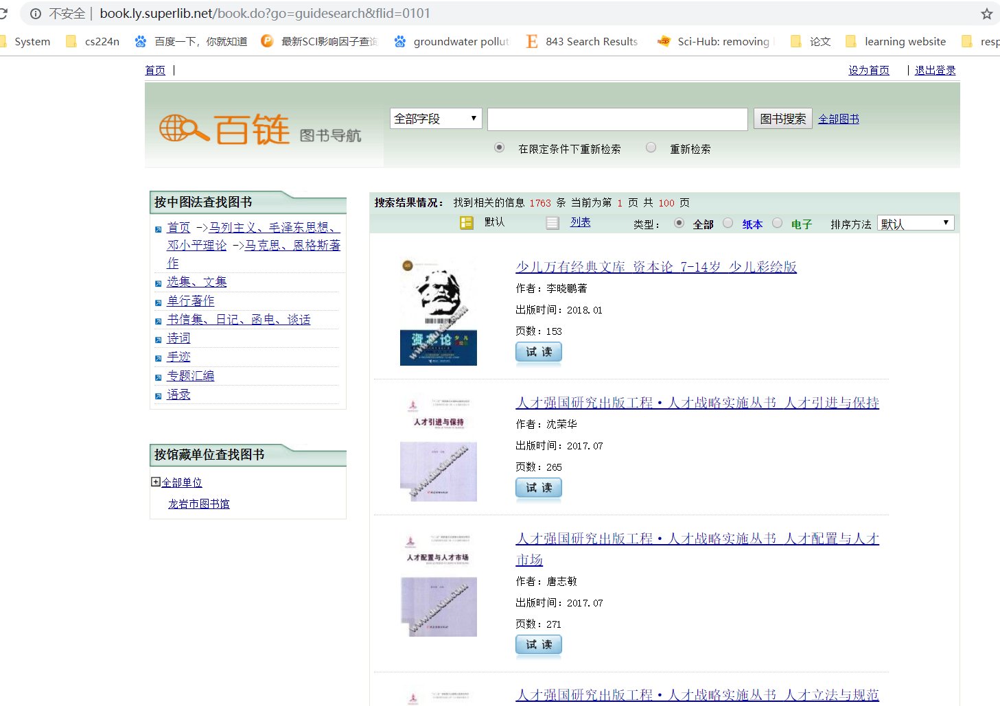 不安全 | book.ly.superlib.net/book.do?go=guidesearch&flid=0101
System cs224n 百度一下，你就知道 最新SCI影响因子查询 groundwater pollut 843 Search Results Sci-Hub: removing 论文 learning website resp
首页 | 设为首页 | 退出登录
百链 图书导航
全部字段 图书搜索 全部图书
在限定条件下重新检索 重新检索
按中图法查找图书
首页 ->马列主义、毛泽东思想、
邓小平理论 ->马克思、恩格斯著
作
选集、文集
单行著作
书信集、日记、函电、谈话
诗词
手迹
专题汇编
语录
按馆藏单位查找图书
全部单位
龙岩市图书馆
搜索结果情况： 找到相关的信息 1763 条 当前为第 1 页 共 100 页
默认 列表 类型： 全部 纸本 电子 排序方法 默认
资本论 少儿
少儿万有经典文库 资本论 7-14岁 少儿彩绘版
作者：李晓鹏著
出版时间：2018.01
页数：153
试 读
人才引进与保持
人才强国研究出版工程·人才战略实施丛书 人才引进与保持
作者：沈荣华
出版时间：2017.07
页数：265
试 读
人才配置与人才市场
人才强国研究出版工程·人才战略实施丛书 人才配置与人才
市场
作者：唐志敏
出版时间：2017.07
页数：271
试 读
人才强国研究出版工程·人才战略实施丛书 人才立法与规范